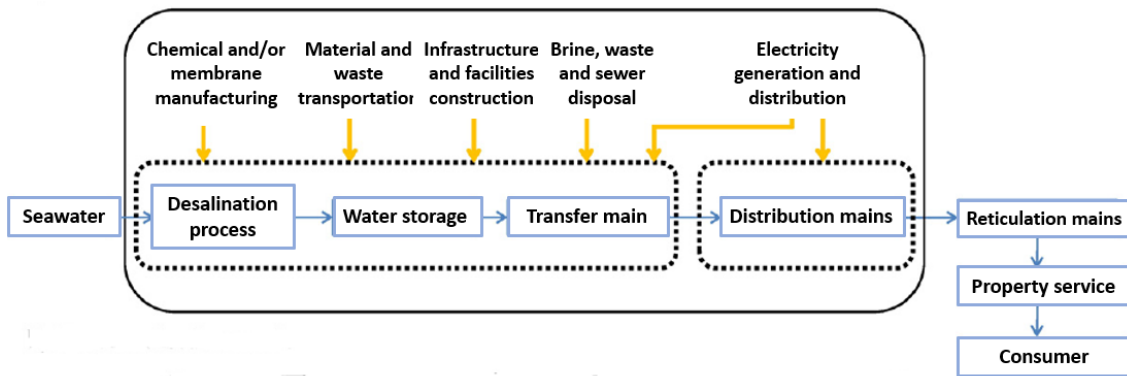 Chemical and/or
membrane
manufacturing
Material and
waste
transportation
Infrastructure
and facilities
construction
Brine, waste
and sewer
disposal
Electricity
generation and
distribution
Seawater
Desalination
process
Water storage
Transfer main
Distribution mains
Reticulation mains
Property service
Consumer